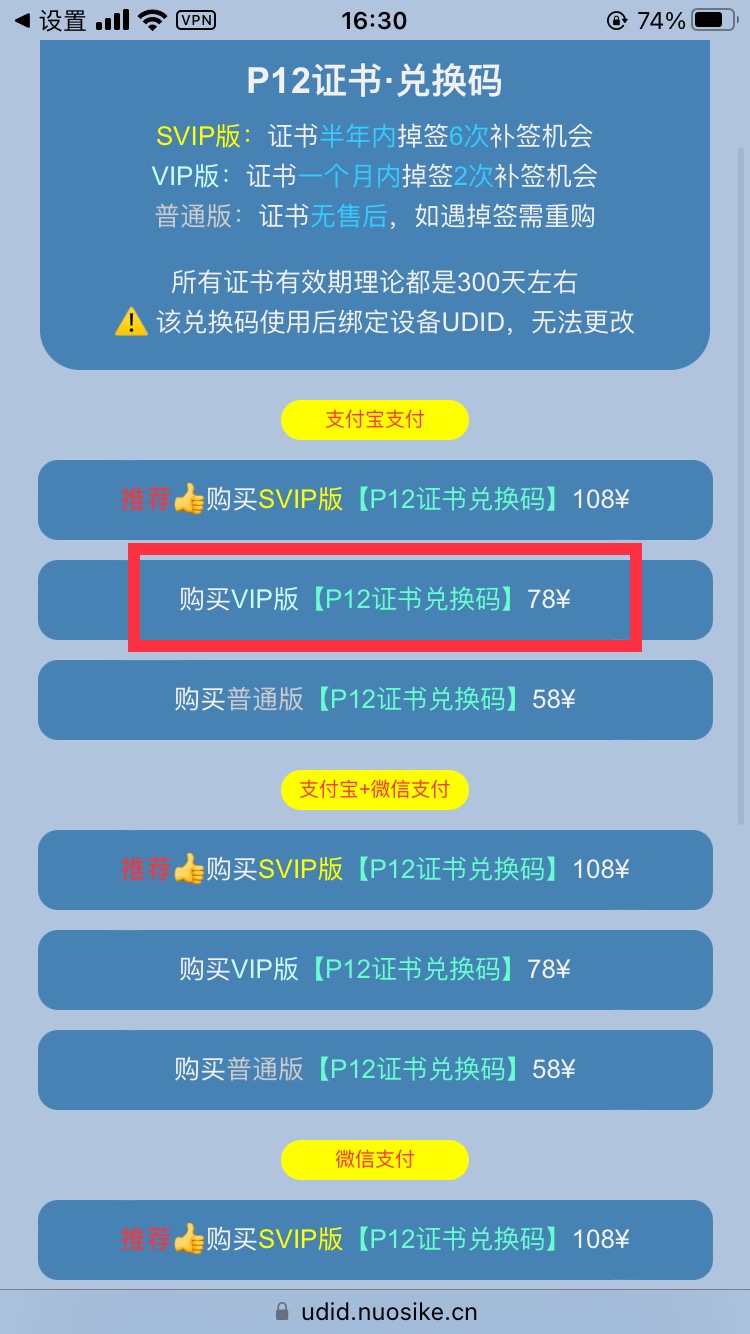 设置 VPN 16:30 74%
P12证书·兑换码
SVIP版：证书半年内掉签6次补签机会
VIP版：证书一个月内掉签2次补签机会
普通版：证书无售后，如遇掉签需重购
所有证书有效期理论都是300天左右
⚠️ 该兑换码使用后绑定设备UDID，无法更改
支付宝支付
推荐👍购买SVIP版【P12证书兑换码】108¥
购买VIP版【P12证书兑换码】78¥
购买普通版【P12证书兑换码】58¥
支付宝+微信支付
推荐👍购买SVIP版【P12证书兑换码】108¥
购买VIP版【P12证书兑换码】78¥
购买普通版【P12证书兑换码】58¥
微信支付
推荐👍购买SVIP版【P12证书兑换码】108¥
udid.nuosike.cn